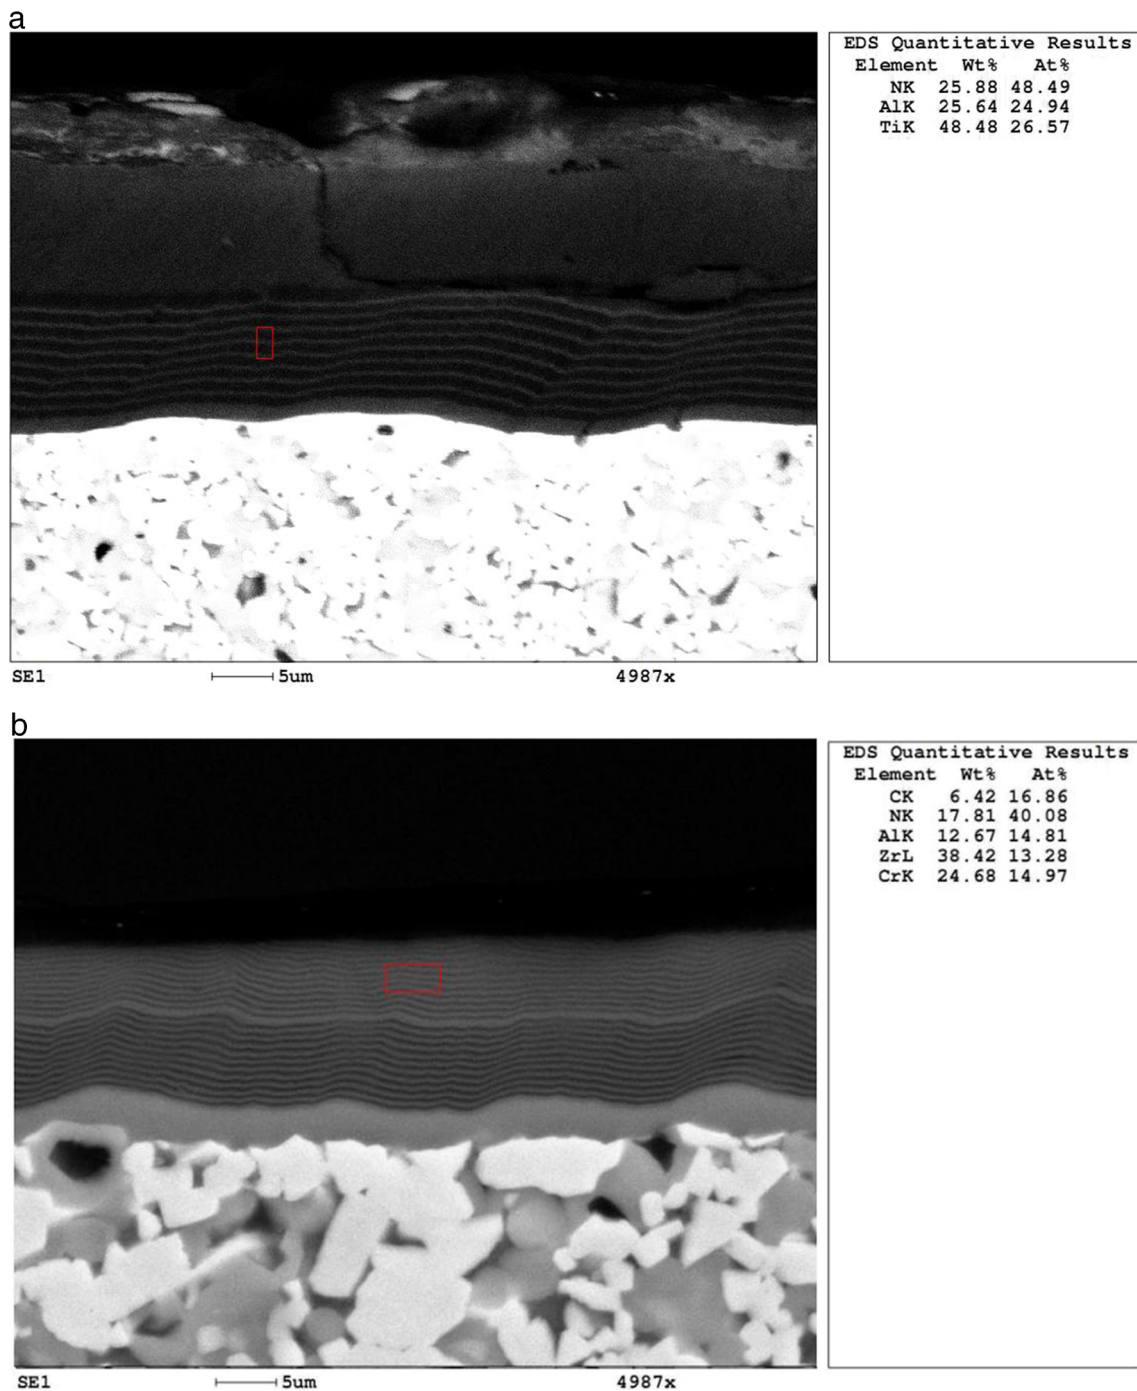 a
EDS Quantitative Results
Element Wt% At%
NK 25.88 48.49
AlK 25.64 24.94
TiK 48.48 26.57
SE1 5um 4987x
b
EDS Quantitative Results
Element Wt% At%
CK 6.42 16.86
NK 17.81 40.08
AlK 12.67 14.81
ZrL 38.42 13.28
CrK 24.68 14.97
SE1 5um 4987x